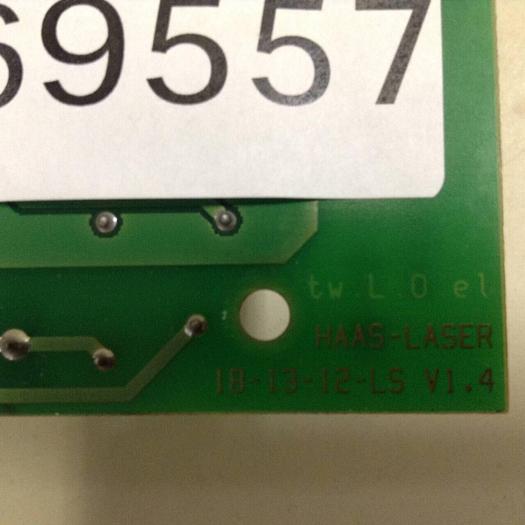 69557
tw.L.O el
HAAS-LASER
18-13-12-LS V1.4